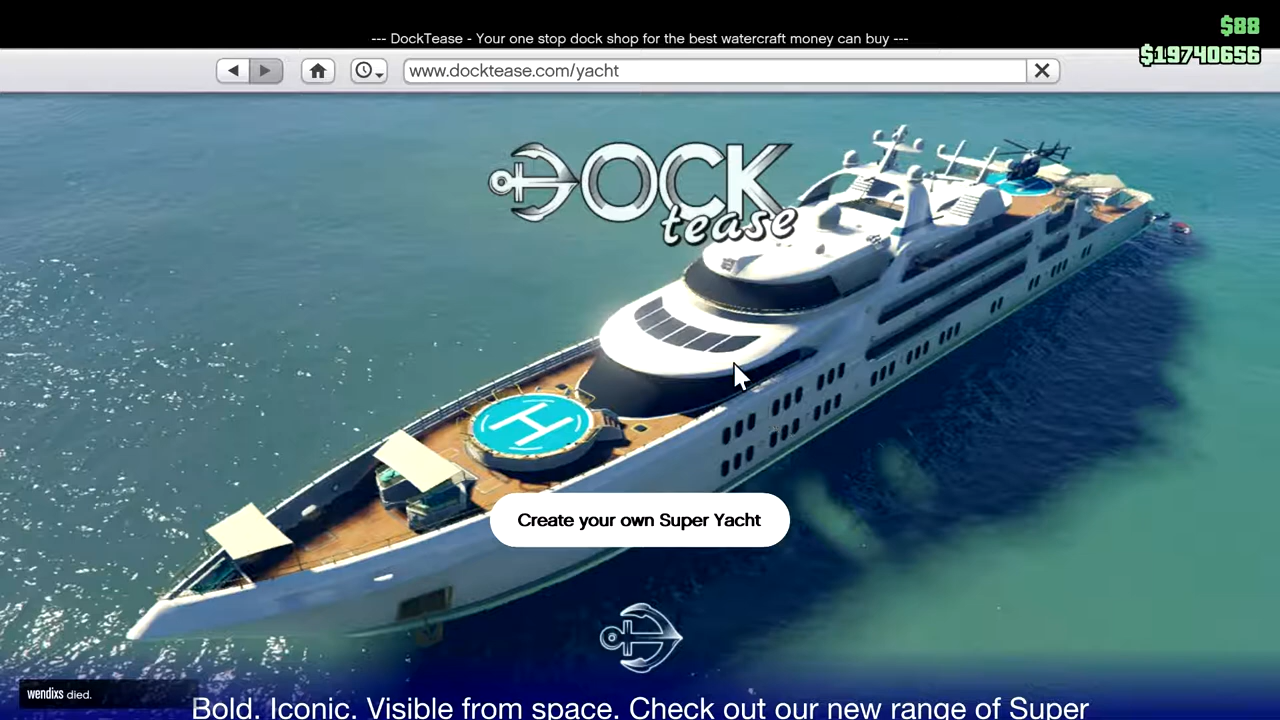 $88
--- DockTease - Your one stop dock shop for the best watercraft money can buy ---
$19740656
www.docktease.com/yacht
DOCK
tease
H
Create your own Super Yacht
wendixs died.
Bold. Iconic. Visible from space. Check out our new range of Super